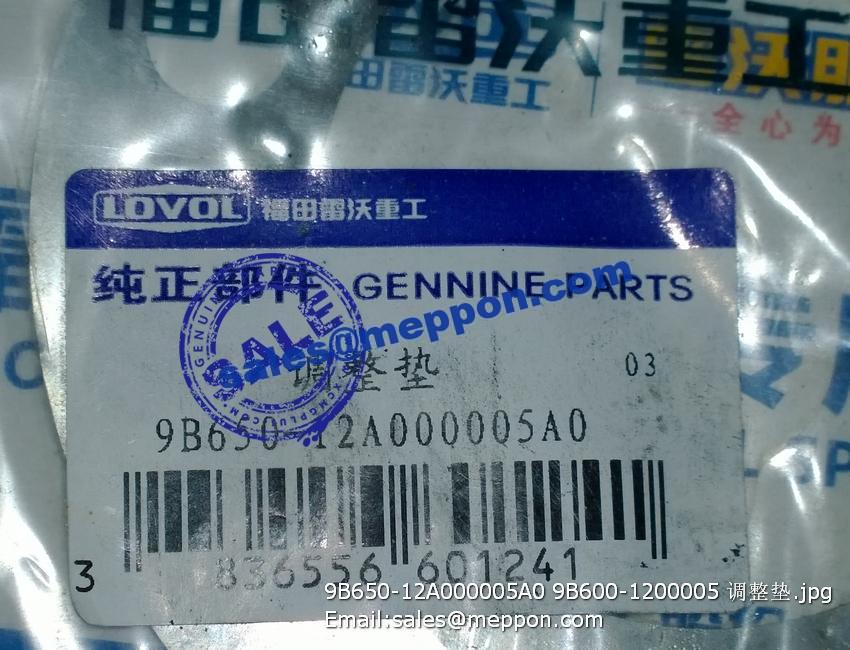 福田雷沃重工
田雷沃重工
全心为
LOVOL 福田雷沃重工
纯正部件 GENNINE PARTS
GENUINE
SALE
sales@meppon.com
调整垫 03
9B650-12A000005A0
3 836556 601241
9B650-12A000005A0 9B600-1200005 调整垫.jpg
Email:sales@meppon.com